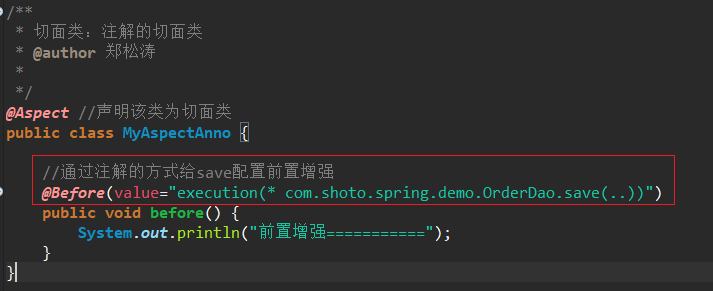 /**
 * 切面类：注解的切面类
 * @author 郑松涛
 *
 */
@Aspect //声明该类为切面类
public class MyAspectAnno {
//通过注解的方式给save配置前置增强
@Before(value="execution(* com.shoto.spring.demo.OrderDao.save(..))")
public void before() {
System.out.println("前置增强===========");
}
}